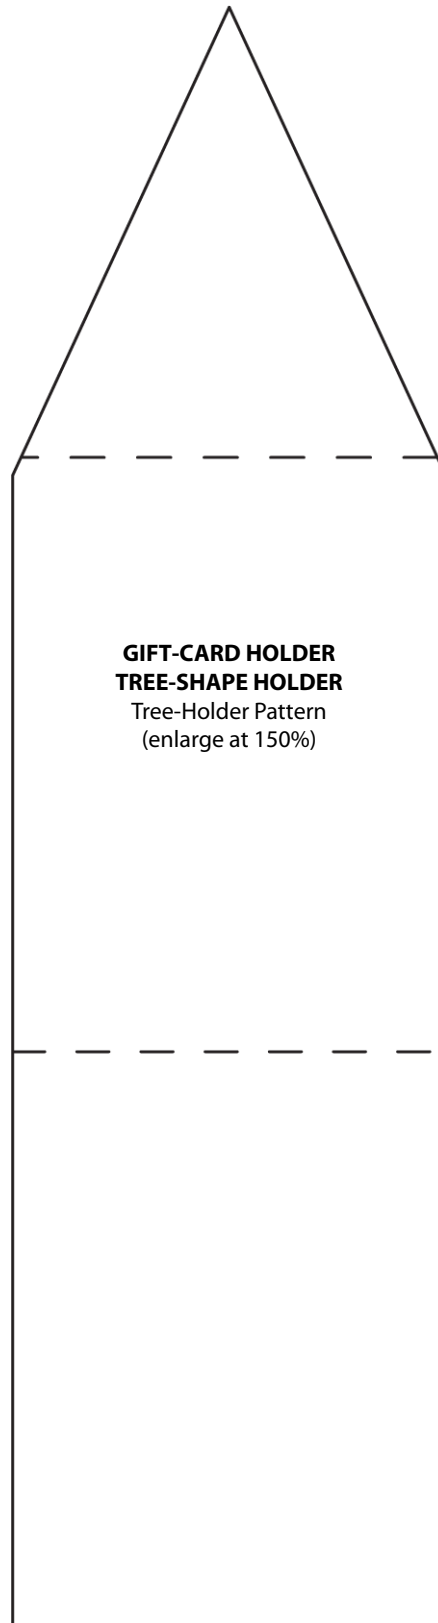 GIFT-CARD HOLDER
TREE-SHAPE HOLDER
Tree-Holder Pattern
(enlarge at 150%)